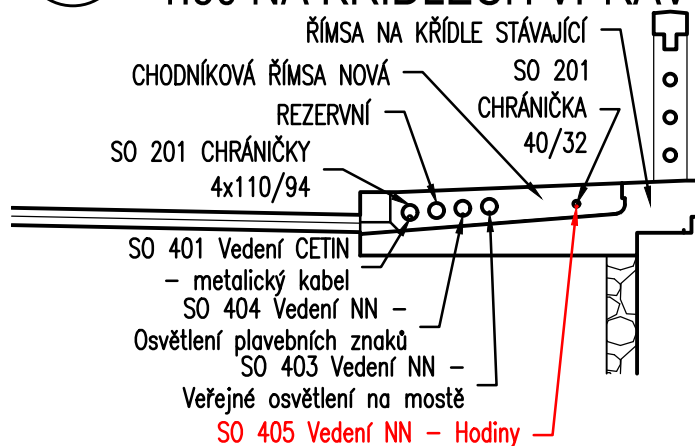 ŘÍMSA NA KŘÍDLE STÁVAJÍCÍ
CHODNÍKOVÁ ŘÍMSA NOVÁ
SO 201
CHRÁNIČKA
40/32
REZERVNÍ
SO 201 CHRÁNIČKY
4x110/94
SO 401 Vedení CETIN
– metalický kabel
SO 404 Vedení NN –
Osvětlení plavebních znaků
SO 403 Vedení NN –
Veřejné osvětlení na mostě
SO 405 Vedení NN – Hodiny